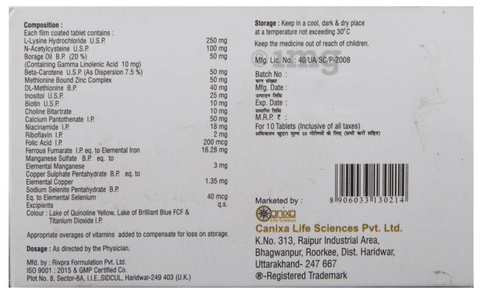 Composition :
Each film coated tablet contains :
L-Lysine Hydrochloride U.S.P. 250 mg
N-Acetylcysteine U.S.P. 100 mg
Borage Oil B.P. (20 %) 50 mg
(Containing Gamma Linolenic Acid 10 mg)
Beta-Carotene U.S.P. (As Dispersion 7.5 %) 50 mg
Methionine Bound Zinc Complex 50 mg
DL-Methionine B.P. 40 mg
Inositol U.S.P. 25 mg
Biotin U.S.P. 10 mg
Choline Bitartrate 10 mg
Calcium Pantothenate I.P. 50 mg
Niacinamide I.P. 18 mg
Riboflavin I.P. 2 mg
Folic Acid I.P. 200 mcg
Ferrous Fumarate I.P. eq. to Elemental Iron 16.28 mg
Manganese Sulfate B.P. eq. to
Elemental Manganese 3 mg
Copper Sulphate Pentahydrate B.P. eq. to
Elemental Copper 1.35 mg
Sodium Selenite Pentahydrate B.P.
Eq. to Elemental Selenium 40 mcg
Excipients q.s.
Colour : Lake of Quinoline Yellow, Lake of Brilliant Blue FCF &
Titanium Dioxide I.P.
Appropriate overages of vitamins added to compensate for loss on storage.
Dosage : As directed by the Physician.
Mfd. by : Rivpra Formulation Pvt. Ltd.
ISO 9001 : 2015 & GMP Certified Co.
Plot No. 8, Sector-6A, I.I.E.,SIDCUL, Haridwar-249 403 (U.K.)
Storage : Keep in a cool, dark & dry place
at a temperature not exceeding 30°C
Keep the medicine out of reach of children.
1mg
Mfg. Lic. No. : 40/UA/SC/P-2008
Batch No :
घान संख्या
Mfg. Date :
उत्पादन तिथि
Exp. Date :
समाप्ति तिथि
M.R.P. ₹ :
For 10 Tablets (Inclusive of all taxes)
8 906033 130214
Marketed by :
CANIXA
Canixa Life Sciences Pvt. Ltd.
K.No. 313, Raipur Industrial Area,
Bhagwanpur, Roorkee, Dist. Haridwar,
Uttarakhand- 247 667
®-Registered Trademark